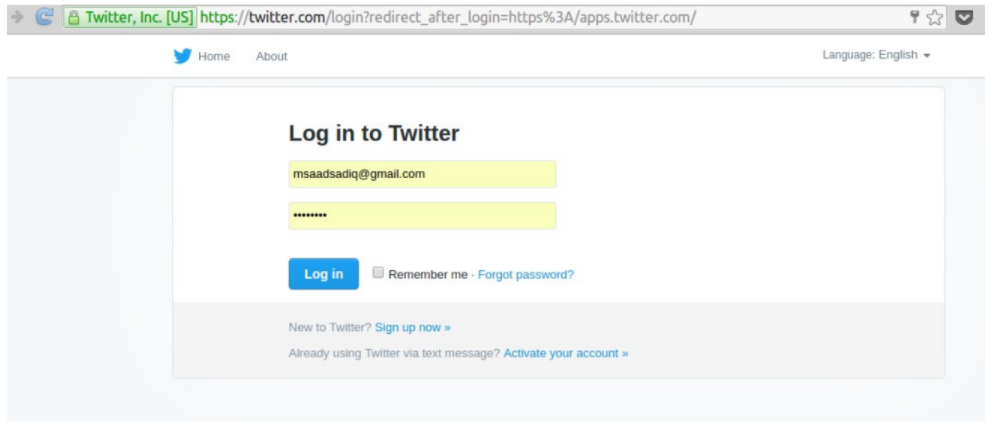 Twitter, Inc. [US] https://twitter.com/login?redirect_after_login=https%3A/apps.twitter.com/
Home About Language: English
Log in to Twitter
msaadsadiq@gmail.com
••••••••
Log in Remember me · Forgot password?
New to Twitter? Sign up now »
Already using Twitter via text message? Activate your account »